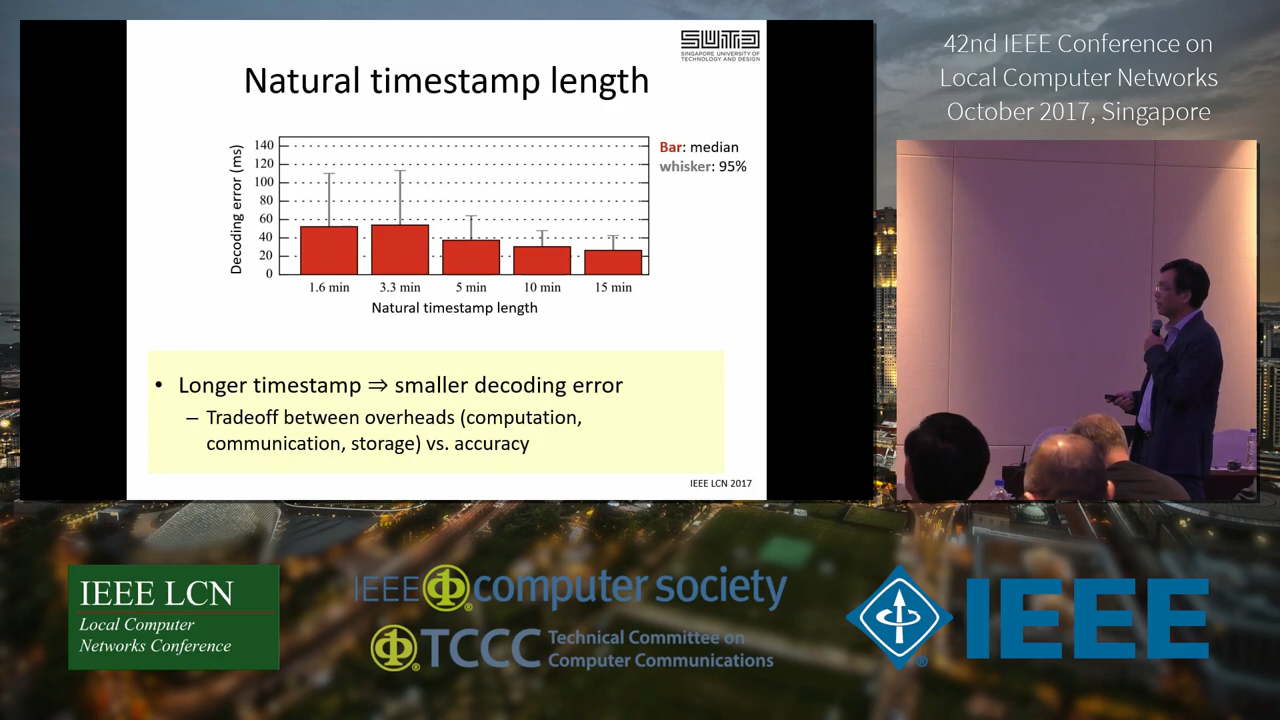 SUTD
SINGAPORE UNIVERSITY OF
TECHNOLOGY AND DESIGN
Natural timestamp length
Decoding error (ms)
140
120
100
80
60
40
20
0
1.6 min 3.3 min 5 min 10 min 15 min
Natural timestamp length
Bar: median
whisker: 95%
• Longer timestamp ⇒ smaller decoding error
– Tradeoff between overheads (computation,
communication, storage) vs. accuracy
IEEE LCN 2017
42nd IEEE Conference on
Local Computer Networks
October 2017, Singapore
IEEE LCN
Local Computer
Networks Conference
IEEE computer society
TCCC Technical Committee on
Computer Communications
IEEE